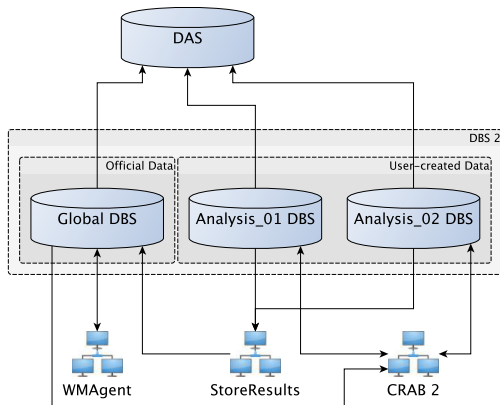 DAS
DBS 2
Official Data
User-created Data
Global DBS
Analysis_01 DBS
Analysis_02 DBS
WMAgent
StoreResults
CRAB 2